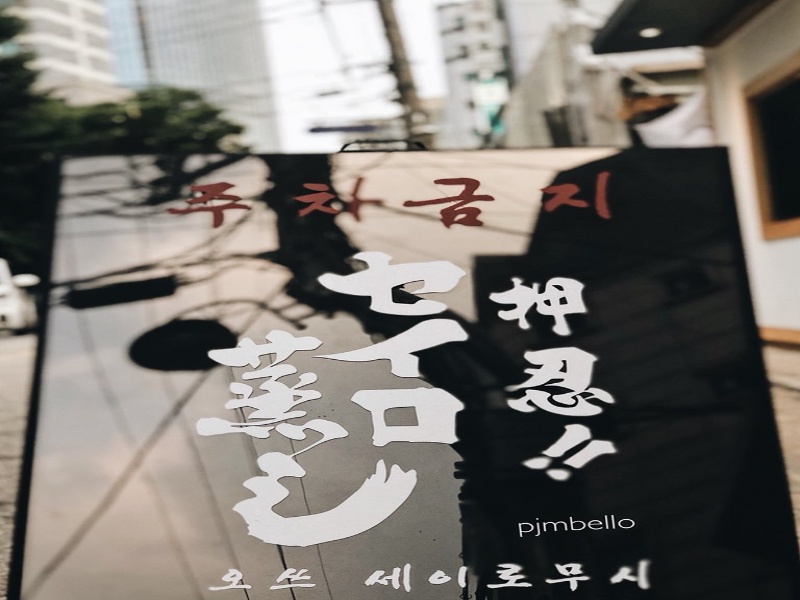 주차금지
押忍!!
セイロ
蒸し
pjmbello
오쓰 세이로무시